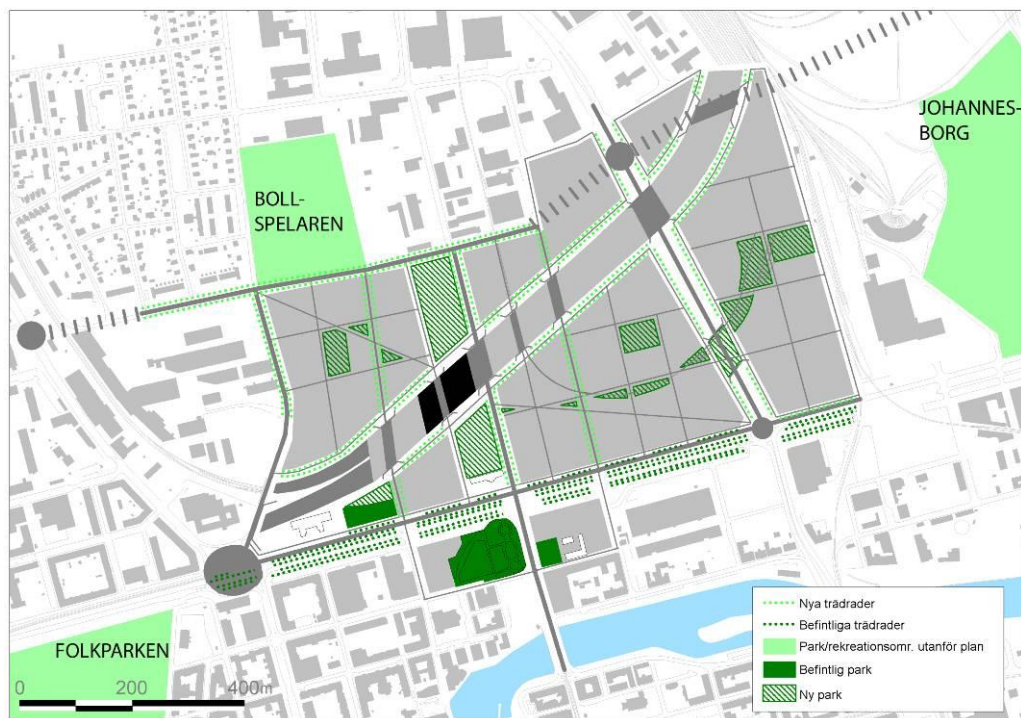 JOHANNES-
BORG
BOLL-
SPELAREN
FOLKPARKEN
0 200 400m
Nya trädrader
Befintliga trädrader
Park/rekreationsomr. utanför plan
Befintlig park
Ny park